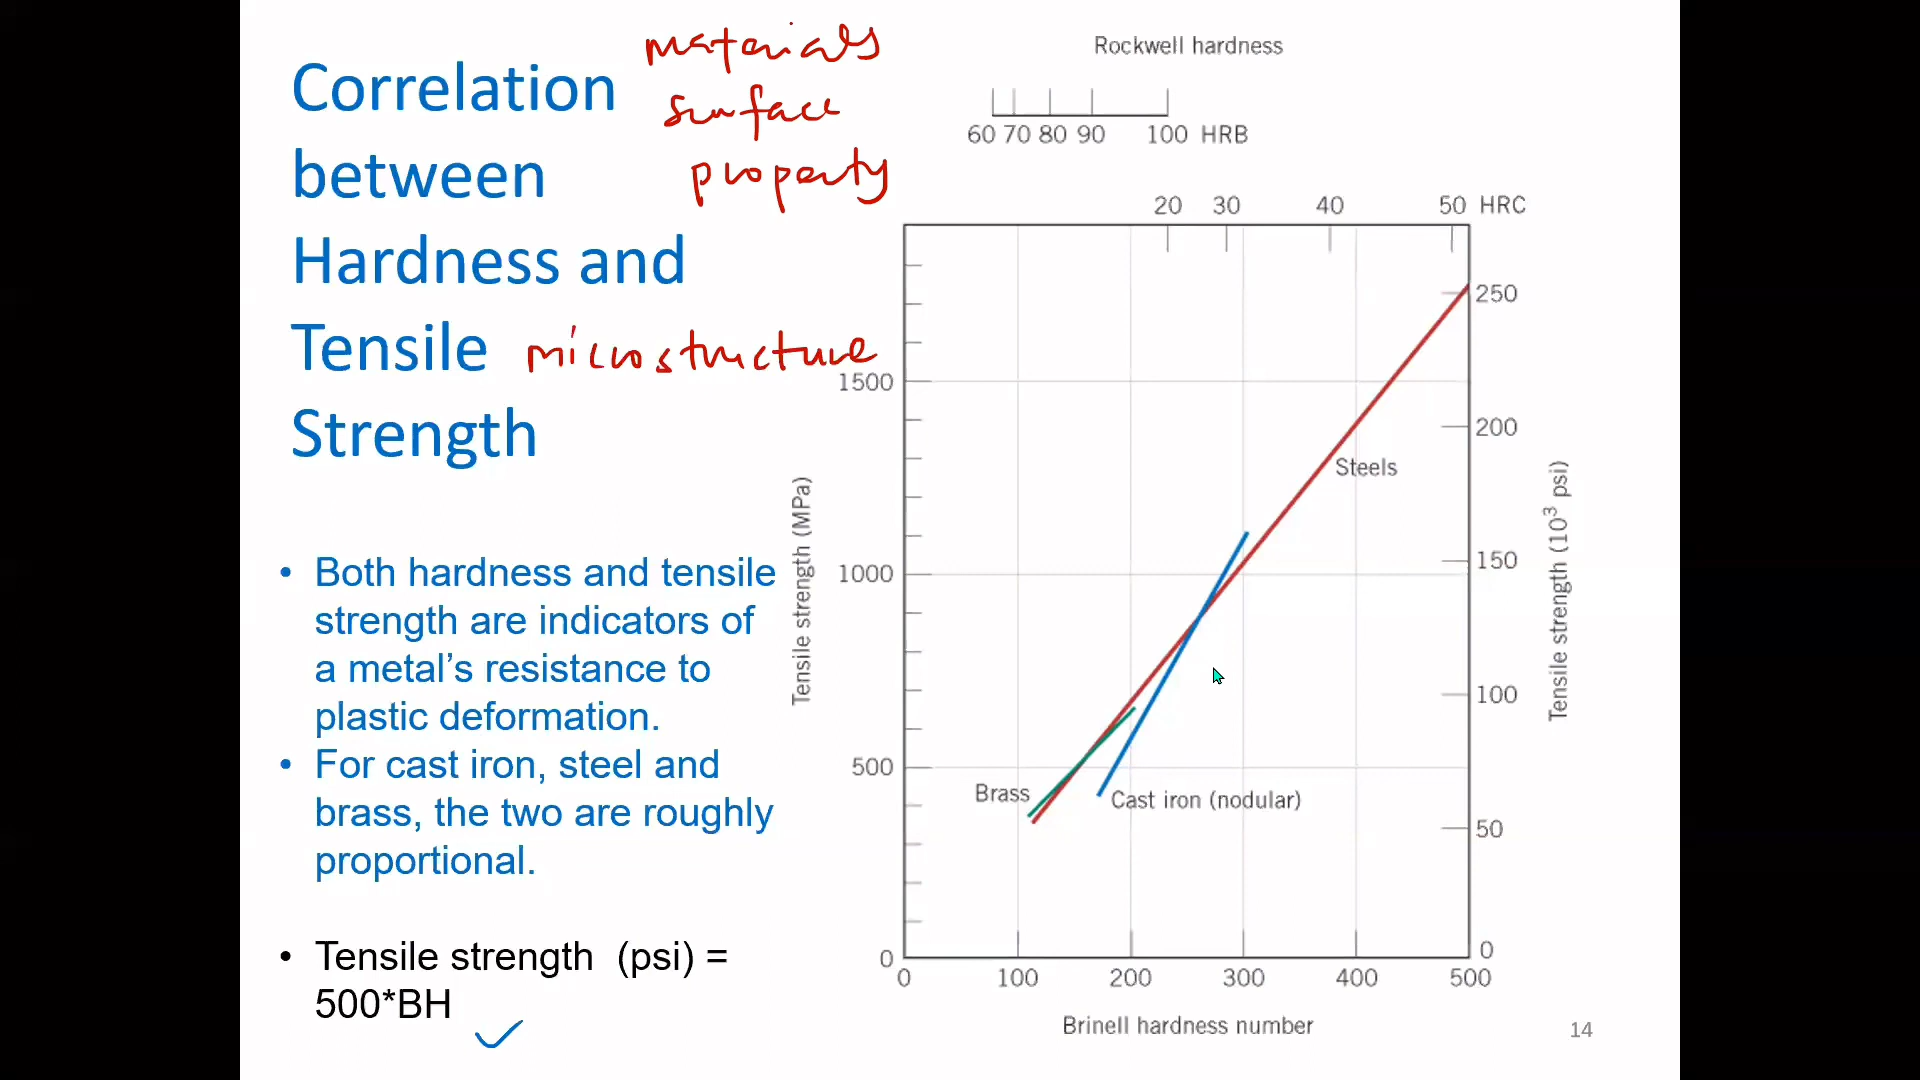 Correlation
between
Hardness and
Tensile
Strength
materials
surface
property
microstructure
• Both hardness and tensile
strength are indicators of
a metal’s resistance to
plastic deformation.
• For cast iron, steel and
brass, the two are roughly
proportional.
• Tensile strength (psi) =
500*BH
Rockwell hardness
60 70 80 90 100 HRB
20 30 40 50 HRC
Tensile strength (MPa)
1500
1000
500
0
250
200
150
100
50
0
Tensile strength (10³ psi)
Steels
Brass
Cast iron (nodular)
0 100 200 300 400 500
Brinell hardness number
14